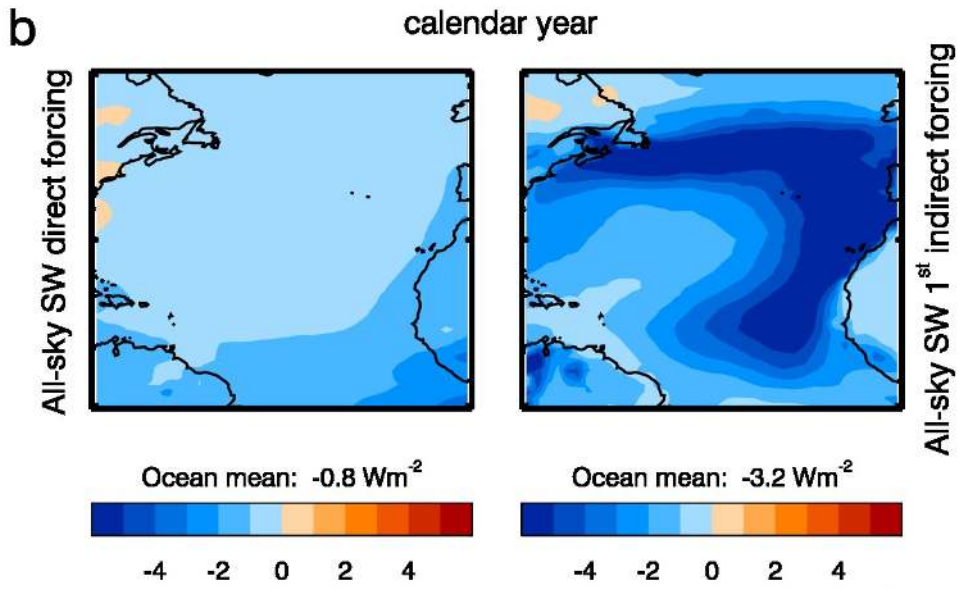 b
calendar year
All-sky SW direct forcing
All-sky SW 1st indirect forcing
Ocean mean: -0.8 Wm-2
Ocean mean: -3.2 Wm-2
-4 -2 0 2 4
-4 -2 0 2 4